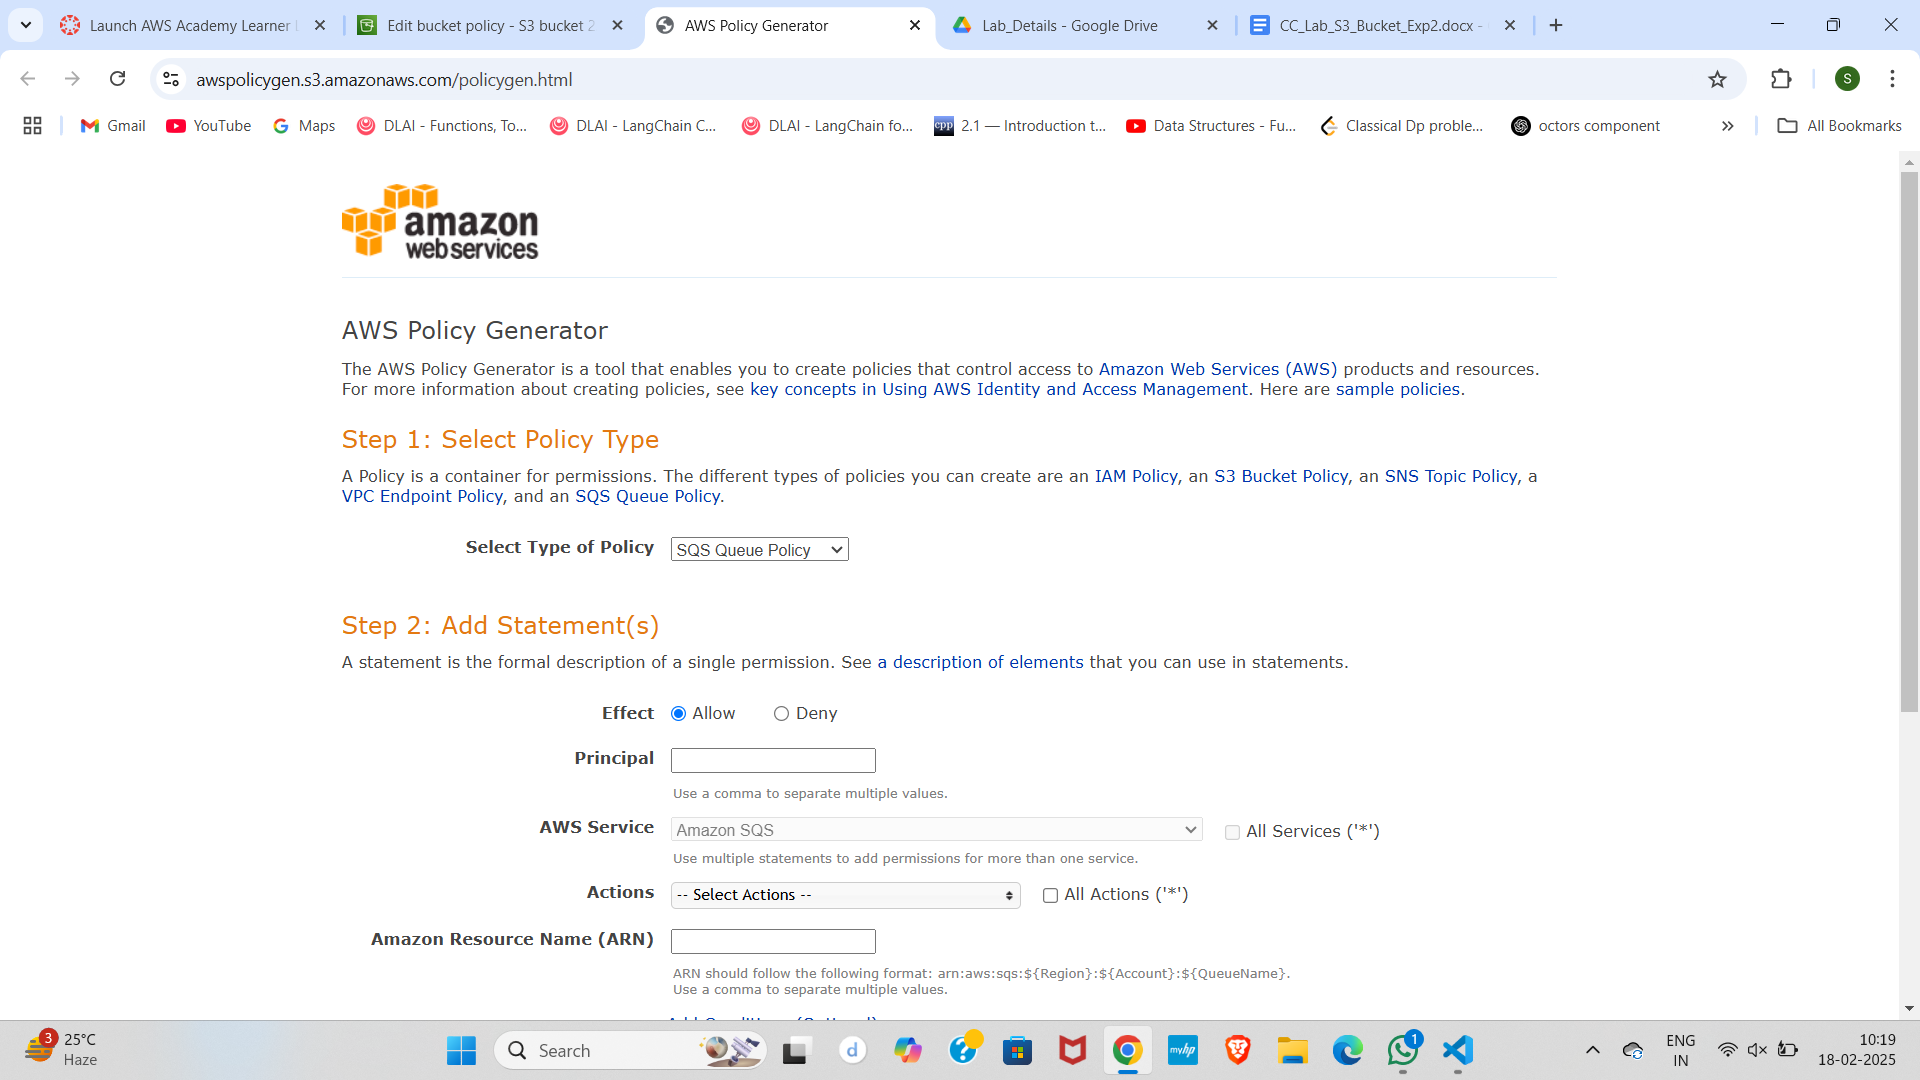 Launch AWS Academy Learner L
Edit bucket policy - S3 bucket 2
AWS Policy Generator
Lab_Details - Google Drive
CC_Lab_S3_Bucket_Exp2.docx -
awspolicygen.s3.amazonaws.com/policygen.html
S
Gmail
YouTube
Maps
DLAI - Functions, To...
DLAI - LangChain C...
DLAI - LangChain fo...
cpp
2.1 — Introduction t...
Data Structures - Fu...
Classical Dp proble...
octors component
All Bookmarks
amazon
webservices
AWS Policy Generator
The AWS Policy Generator is a tool that enables you to create policies that control access to Amazon Web Services (AWS) products and resources.
For more information about creating policies, see key concepts in Using AWS Identity and Access Management. Here are sample policies.
Step 1: Select Policy Type
A Policy is a container for permissions. The different types of policies you can create are an IAM Policy, an S3 Bucket Policy, an SNS Topic Policy, a
VPC Endpoint Policy, and an SQS Queue Policy.
Select Type of Policy
SQS Queue Policy
Step 2: Add Statement(s)
A statement is the formal description of a single permission. See a description of elements that you can use in statements.
Effect
Allow
Deny
Principal
Use a comma to separate multiple values.
AWS Service
Amazon SQS
All Services ('*')
Use multiple statements to add permissions for more than one service.
Actions
-- Select Actions --
All Actions ('*')
Amazon Resource Name (ARN)
ARN should follow the following format: arn:aws:sqs:${Region}:${Account}:${QueueName}.
Use a comma to separate multiple values.
Add Conditions (Optional)
3
25°C
Haze
Search
d
myhp
1
ENG
IN
10:19
18-02-2025